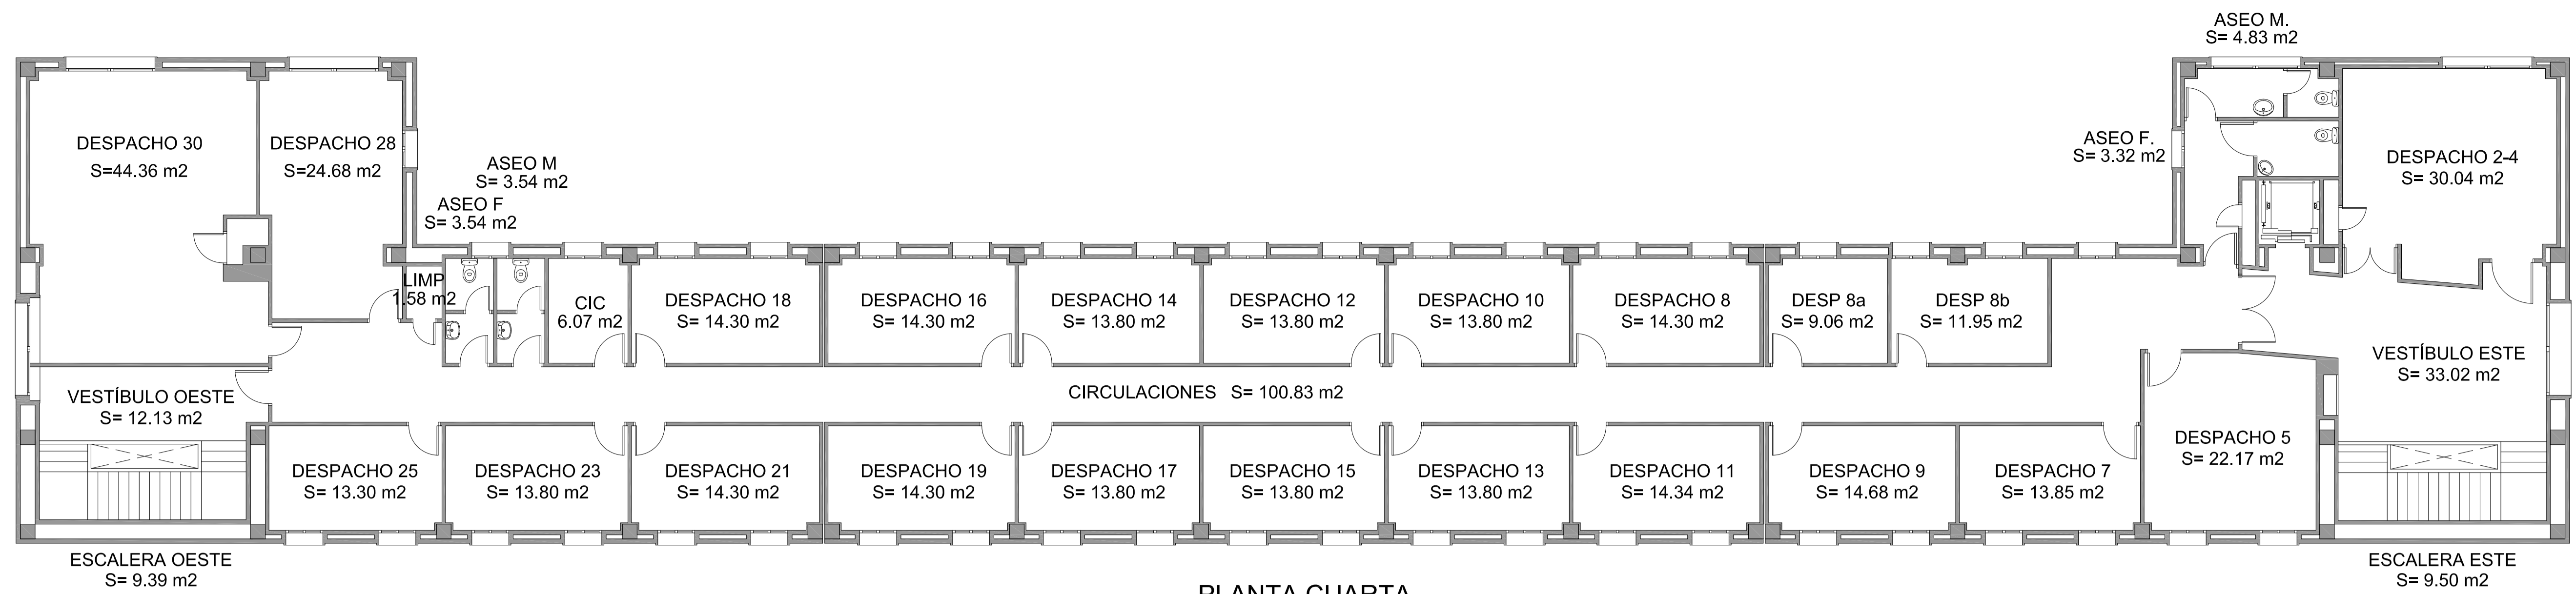 ASEO M.
S= 4.83 m2
DESPACHO 30
S=44.36 m2
DESPACHO 28
S=24.68 m2
ASEO M
S= 3.54 m2
ASEO F
S= 3.54 m2
ASEO F.
S= 3.32 m2
DESPACHO 2-4
S= 30.04 m2
LIMP
1.58 m2
CIC
6.07 m2
DESPACHO 18
S= 14.30 m2
DESPACHO 16
S= 14.30 m2
DESPACHO 14
S= 13.80 m2
DESPACHO 12
S= 13.80 m2
DESPACHO 10
S= 13.80 m2
DESPACHO 8
S= 14.30 m2
DESP 8a
S= 9.06 m2
DESP 8b
S= 11.95 m2
VESTÍBULO ESTE
S= 33.02 m2
VESTÍBULO OESTE
S= 12.13 m2
CIRCULACIONES S= 100.83 m2
DESPACHO 25
S= 13.30 m2
DESPACHO 23
S= 13.80 m2
DESPACHO 21
S= 14.30 m2
DESPACHO 19
S= 14.30 m2
DESPACHO 17
S= 13.80 m2
DESPACHO 15
S= 13.80 m2
DESPACHO 13
S= 13.80 m2
DESPACHO 11
S= 14.34 m2
DESPACHO 9
S= 14.68 m2
DESPACHO 7
S= 13.85 m2
DESPACHO 5
S= 22.17 m2
ESCALERA OESTE
S= 9.39 m2
ESCALERA ESTE
S= 9.50 m2
PLANTA CUARTA